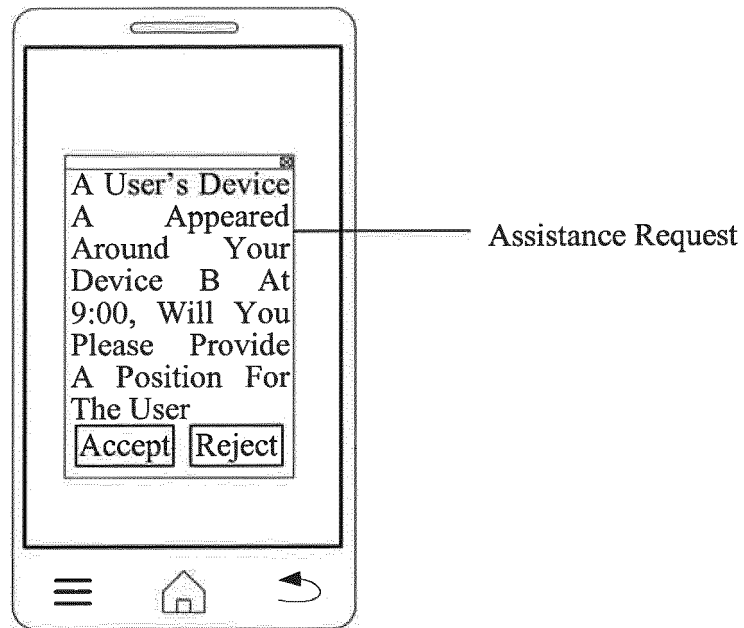 A User's Device
A Appeared
Around Your
Device B At
9:00, Will You
Please Provide
A Position For
The User
Accept Reject
Assistance Request